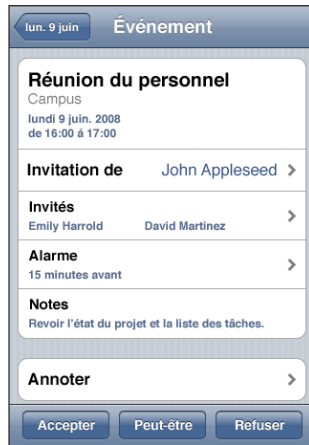 lun. 9 juin
Événement
Réunion du personnel
Campus
lundi 9 juin. 2008
de 16:00 á 17:00
Invitation de John Appleseed
Invités
Emily Harrold David Martinez
Alarme
15 minutes avant
Notes
Revoir l'état du projet et la liste des tâches.
Annoter
Accepter Peut-être Refuser